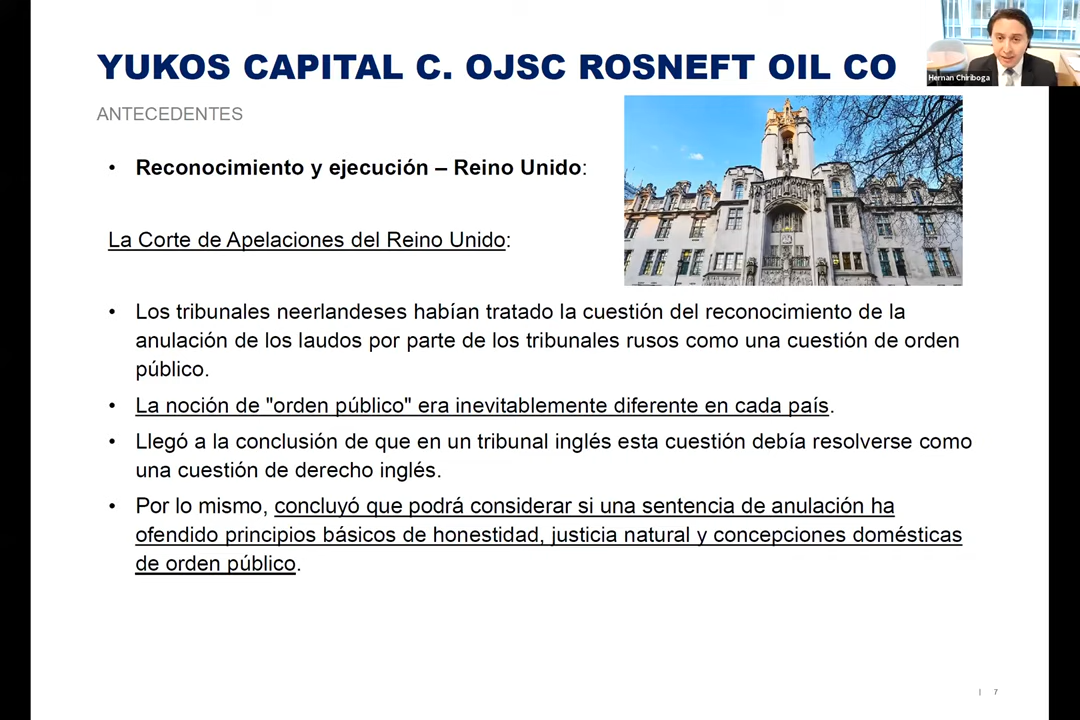 YUKOS CAPITAL C. OJSC ROSNEFT OIL CO
Hernan Chiriboga
ANTECEDENTES
• Reconocimiento y ejecución – Reino Unido:
La Corte de Apelaciones del Reino Unido:
• Los tribunales neerlandeses habían tratado la cuestión del reconocimiento de la
anulación de los laudos por parte de los tribunales rusos como una cuestión de orden
público.
• La noción de "orden público" era inevitablemente diferente en cada país.
• Llegó a la conclusión de que en un tribunal inglés esta cuestión debía resolverse como
una cuestión de derecho inglés.
• Por lo mismo, concluyó que podrá considerar si una sentencia de anulación ha
ofendido principios básicos de honestidad, justicia natural y concepciones domésticas
de orden público.
| 7